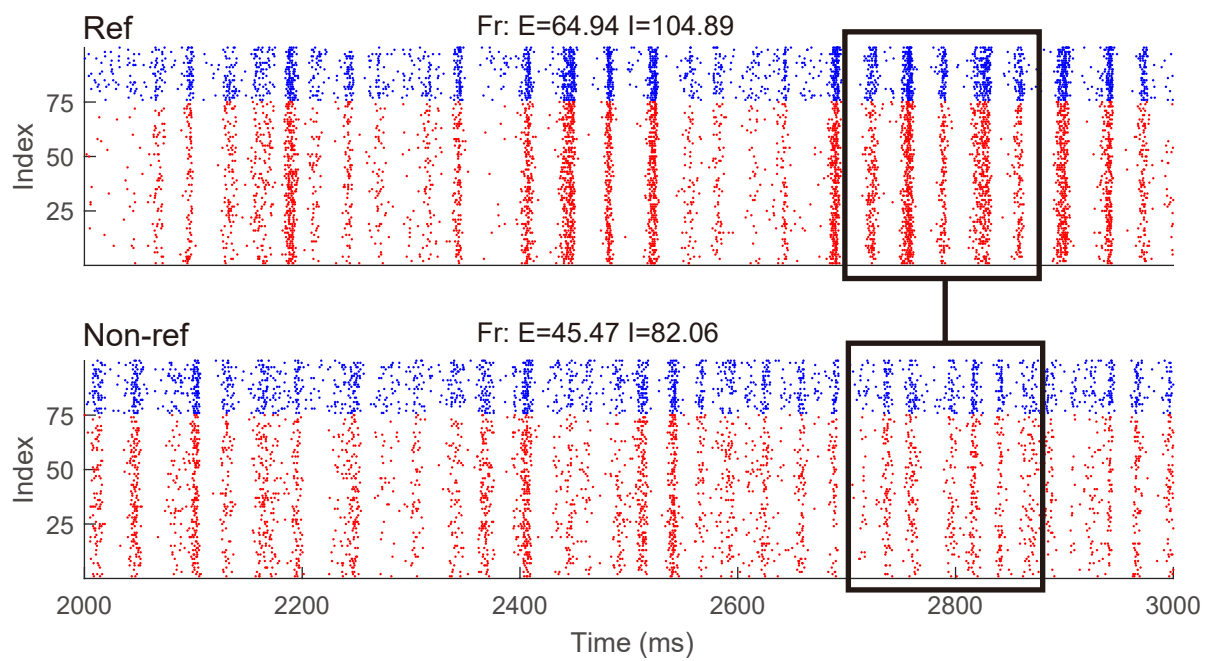 Ref
Fr: E=64.94 I=104.89
75
50
25
Index
Non-ref
Fr: E=45.47 I=82.06
75
50
25
Index
2000 2200 2400 2600 2800 3000
Time (ms)